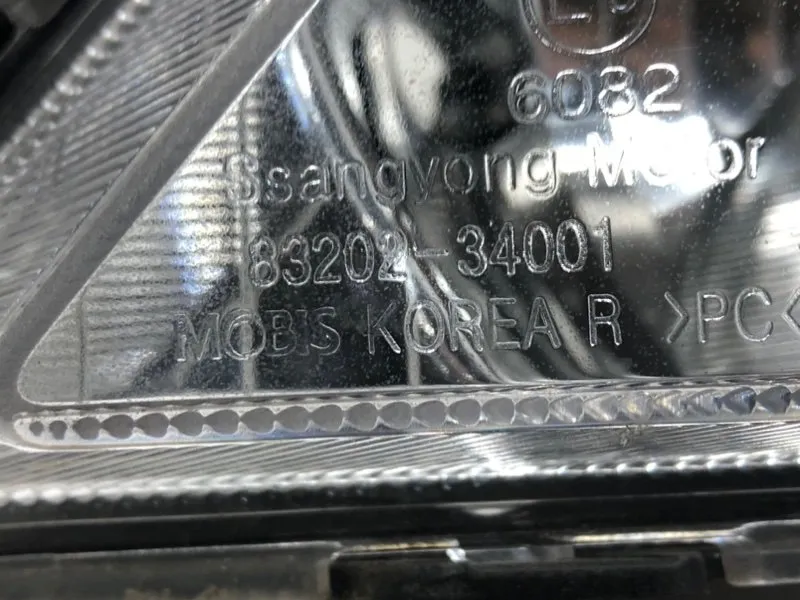 6082
Ssangyong Motor
83202-34001
MOBIS KOREA R >PC<